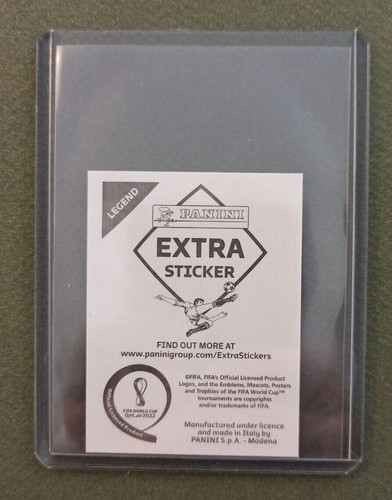 LEGEND
PANINI
EXTRA
STICKER
FIND OUT MORE AT
www.paninigroup.com/ExtraStickers
©FIFA, FIFA's Official Licensed Product
Logos, and the Emblems, Mascots, Posters
and Trophies of the FIFA World Cup™
tournaments are copyrights
and/or trademarks of FIFA.
FIFA WORLD CUP
Qatar2022
Official Licensed Product
Manufactured under licence
and made in Italy by
PANINI S.p.A. - Modena